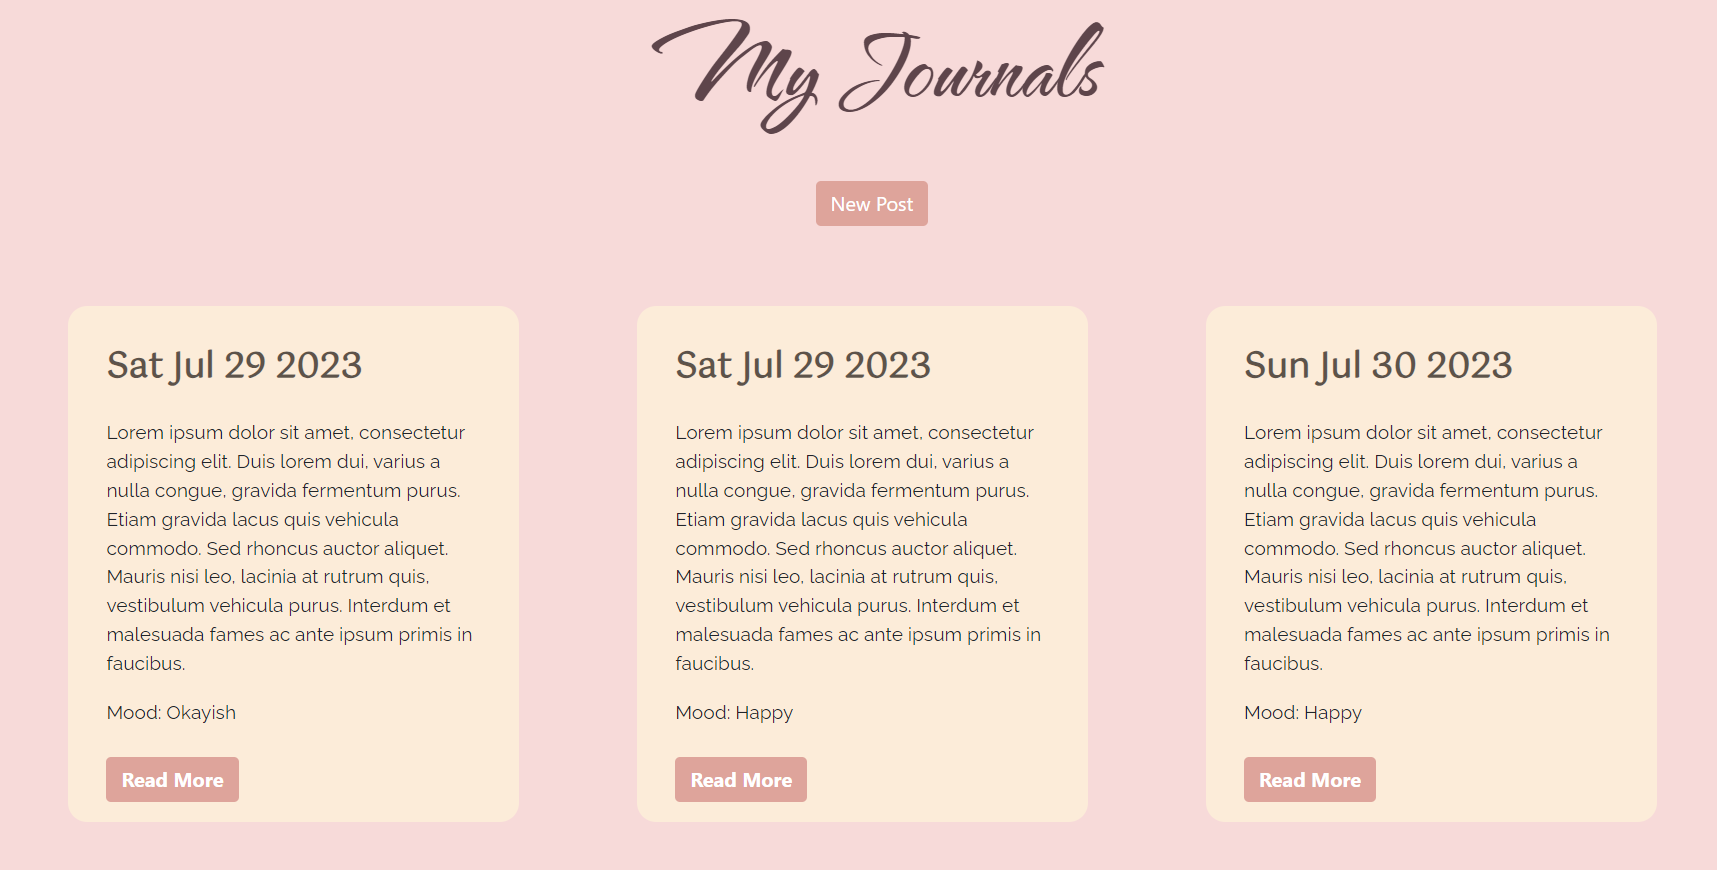 My Journals
New Post
Sat Jul 29 2023
Lorem ipsum dolor sit amet, consectetur
adipiscing elit. Duis lorem dui, varius a
nulla congue, gravida fermentum purus.
Etiam gravida lacus quis vehicula
commodo. Sed rhoncus auctor aliquet.
Mauris nisi leo, lacinia at rutrum quis,
vestibulum vehicula purus. Interdum et
malesuada fames ac ante ipsum primis in
faucibus.
Mood: Okayish
Read More
Sat Jul 29 2023
Lorem ipsum dolor sit amet, consectetur
adipiscing elit. Duis lorem dui, varius a
nulla congue, gravida fermentum purus.
Etiam gravida lacus quis vehicula
commodo. Sed rhoncus auctor aliquet.
Mauris nisi leo, lacinia at rutrum quis,
vestibulum vehicula purus. Interdum et
malesuada fames ac ante ipsum primis in
faucibus.
Mood: Happy
Read More
Sun Jul 30 2023
Lorem ipsum dolor sit amet, consectetur
adipiscing elit. Duis lorem dui, varius a
nulla congue, gravida fermentum purus.
Etiam gravida lacus quis vehicula
commodo. Sed rhoncus auctor aliquet.
Mauris nisi leo, lacinia at rutrum quis,
vestibulum vehicula purus. Interdum et
malesuada fames ac ante ipsum primis in
faucibus.
Mood: Happy
Read More